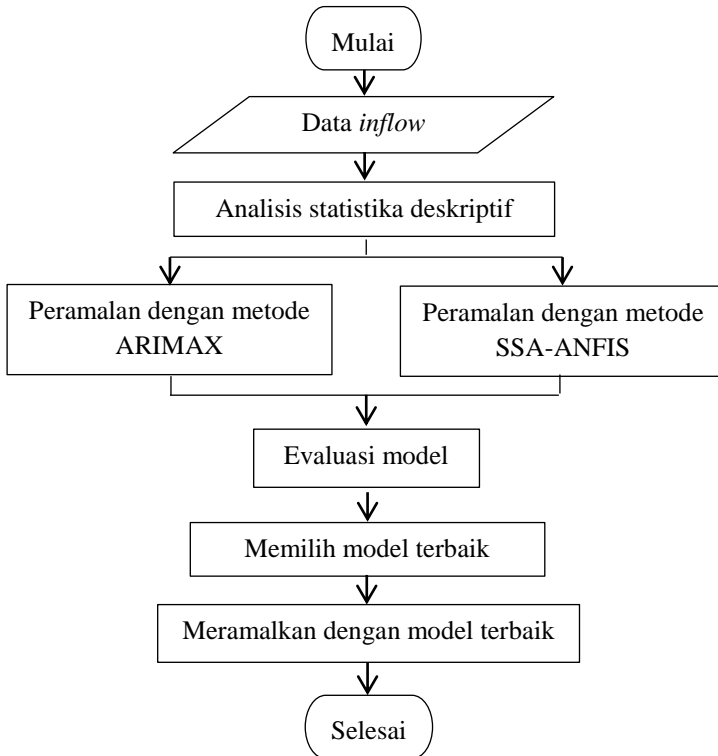 Mulai
Data inflow
Analisis statistika deskriptif
Peramalan dengan metode
ARIMAX
Peramalan dengan metode
SSA-ANFIS
Evaluasi model
Memilih model terbaik
Meramalkan dengan model terbaik
Selesai